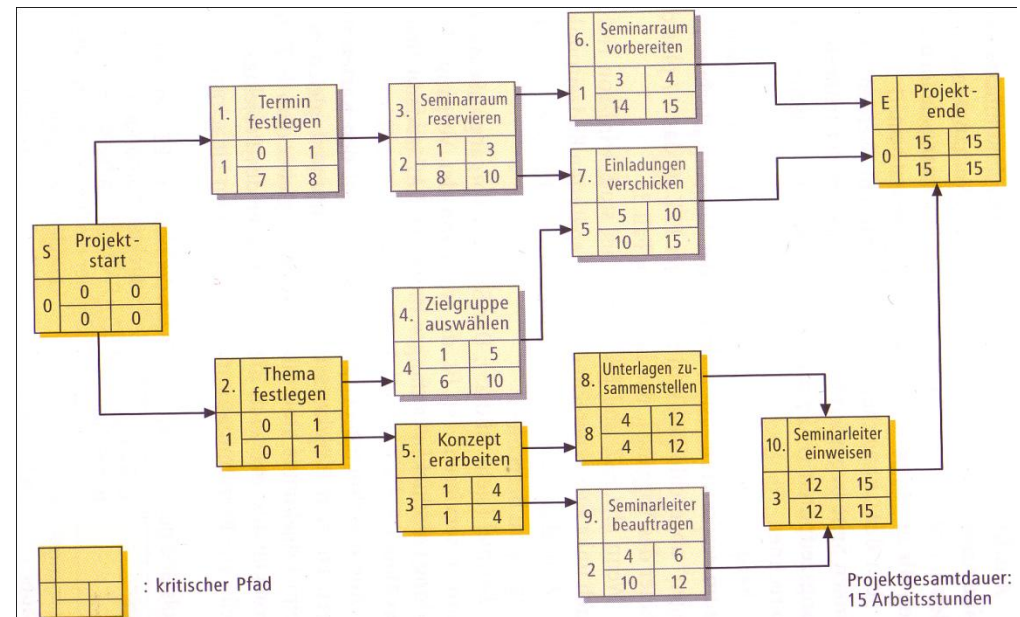 S
Projekt-
start
0
0 0
0 0
1.
Termin
festlegen
1
0 1
7 8
3.
Seminarraum
reservieren
2
1 3
8 10
6.
Seminarraum
vorbereiten
1
3 4
14 15
7.
Einladungen
verschicken
5
5 10
10 15
E
Projekt-
ende
0
15 15
15 15
2.
Thema
festlegen
1
0 1
0 1
4.
Zielgruppe
auswählen
4
1 5
6 10
5.
Konzept
erarbeiten
3
1 4
1 4
8.
Unterlagen zu-
sammenstellen
8
4 12
4 12
9.
Seminarleiter
beauftragen
2
4 6
10 12
10.
Seminarleiter
einweisen
3
12 15
12 15
: kritischer Pfad
Projektgesamtdauer:
15 Arbeitsstunden